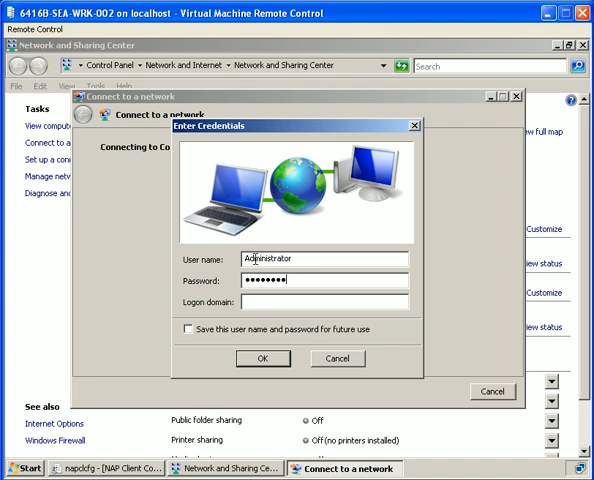 6416B-SEA-WRK-002 on localhost - Virtual Machine Remote Control
Remote Control
Network and Sharing Center
Control Panel Network and Internet Network and Sharing Center
Search
File Edit View Tools Help
Connect to a network
Tasks
Connect to a network
Enter Credentials
View comput
view full map
Connect to a
Connecting to Co
Set up a con
Manage netw
Diagnose and
Customize
User name: Administrator
view status
Password: ●●●●●●●●
Customize
Logon domain:
Save this user name and password for future use
view status
OK Cancel
Cancel
See also
Internet Options
Public folder sharing Off
Windows Firewall
Printer sharing Off (no printers installed)
Start napclcfg - [NAP Client Co... Network and Sharing Ce... Connect to a network